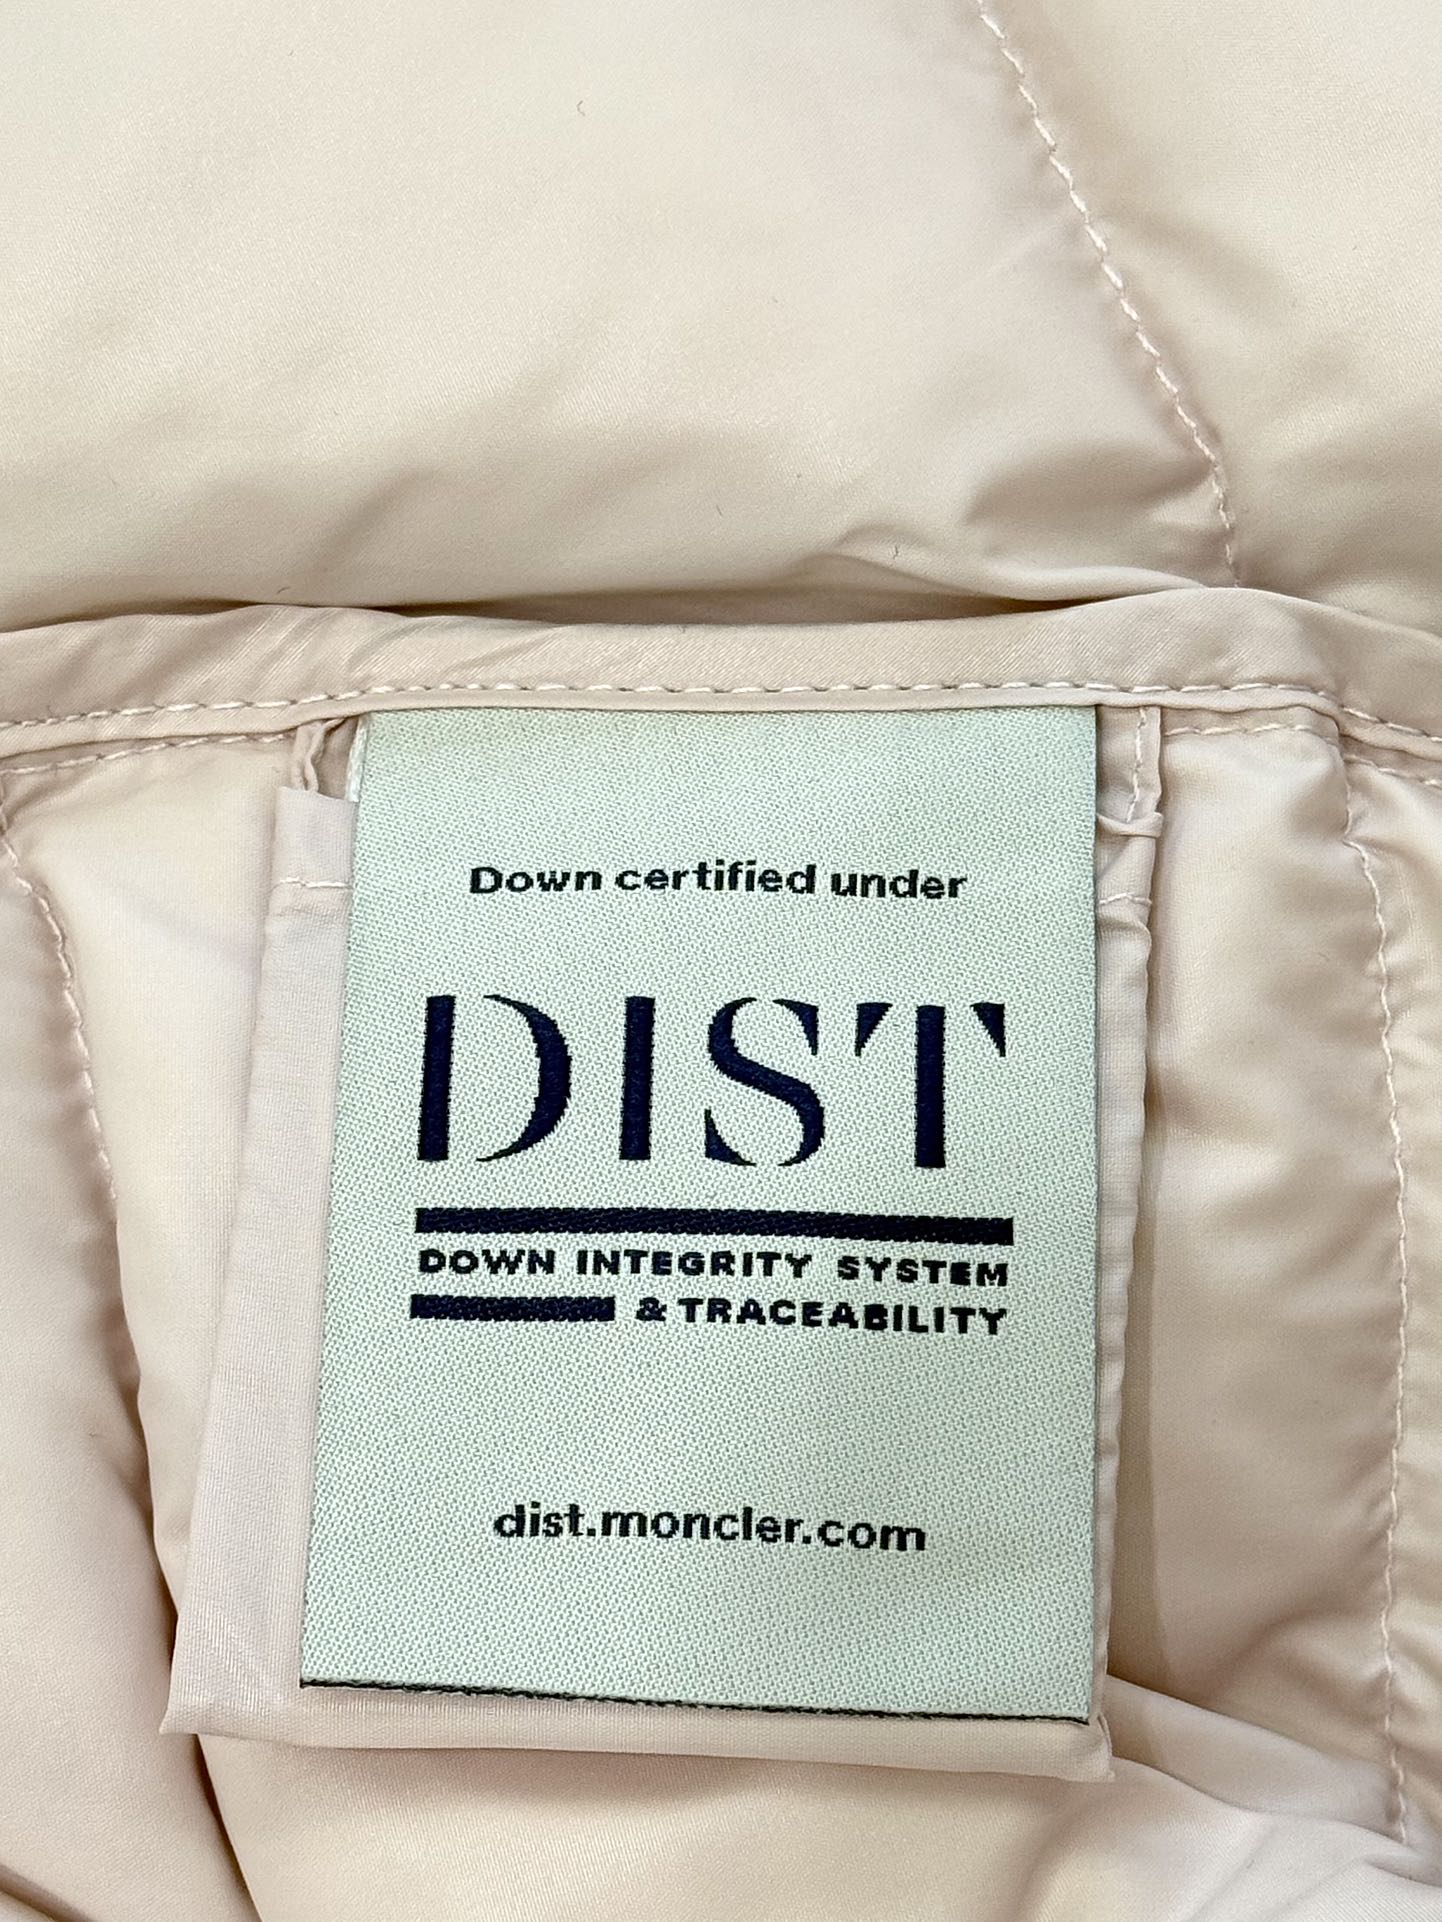 Down certified under
DIST
DOWN INTEGRITY SYSTEM
& TRACEABILITY
dist.moncler.com